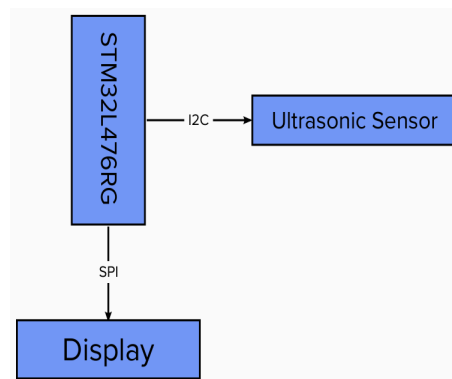 STM32L476RG
I2C
Ultrasonic Sensor
SPI
Display